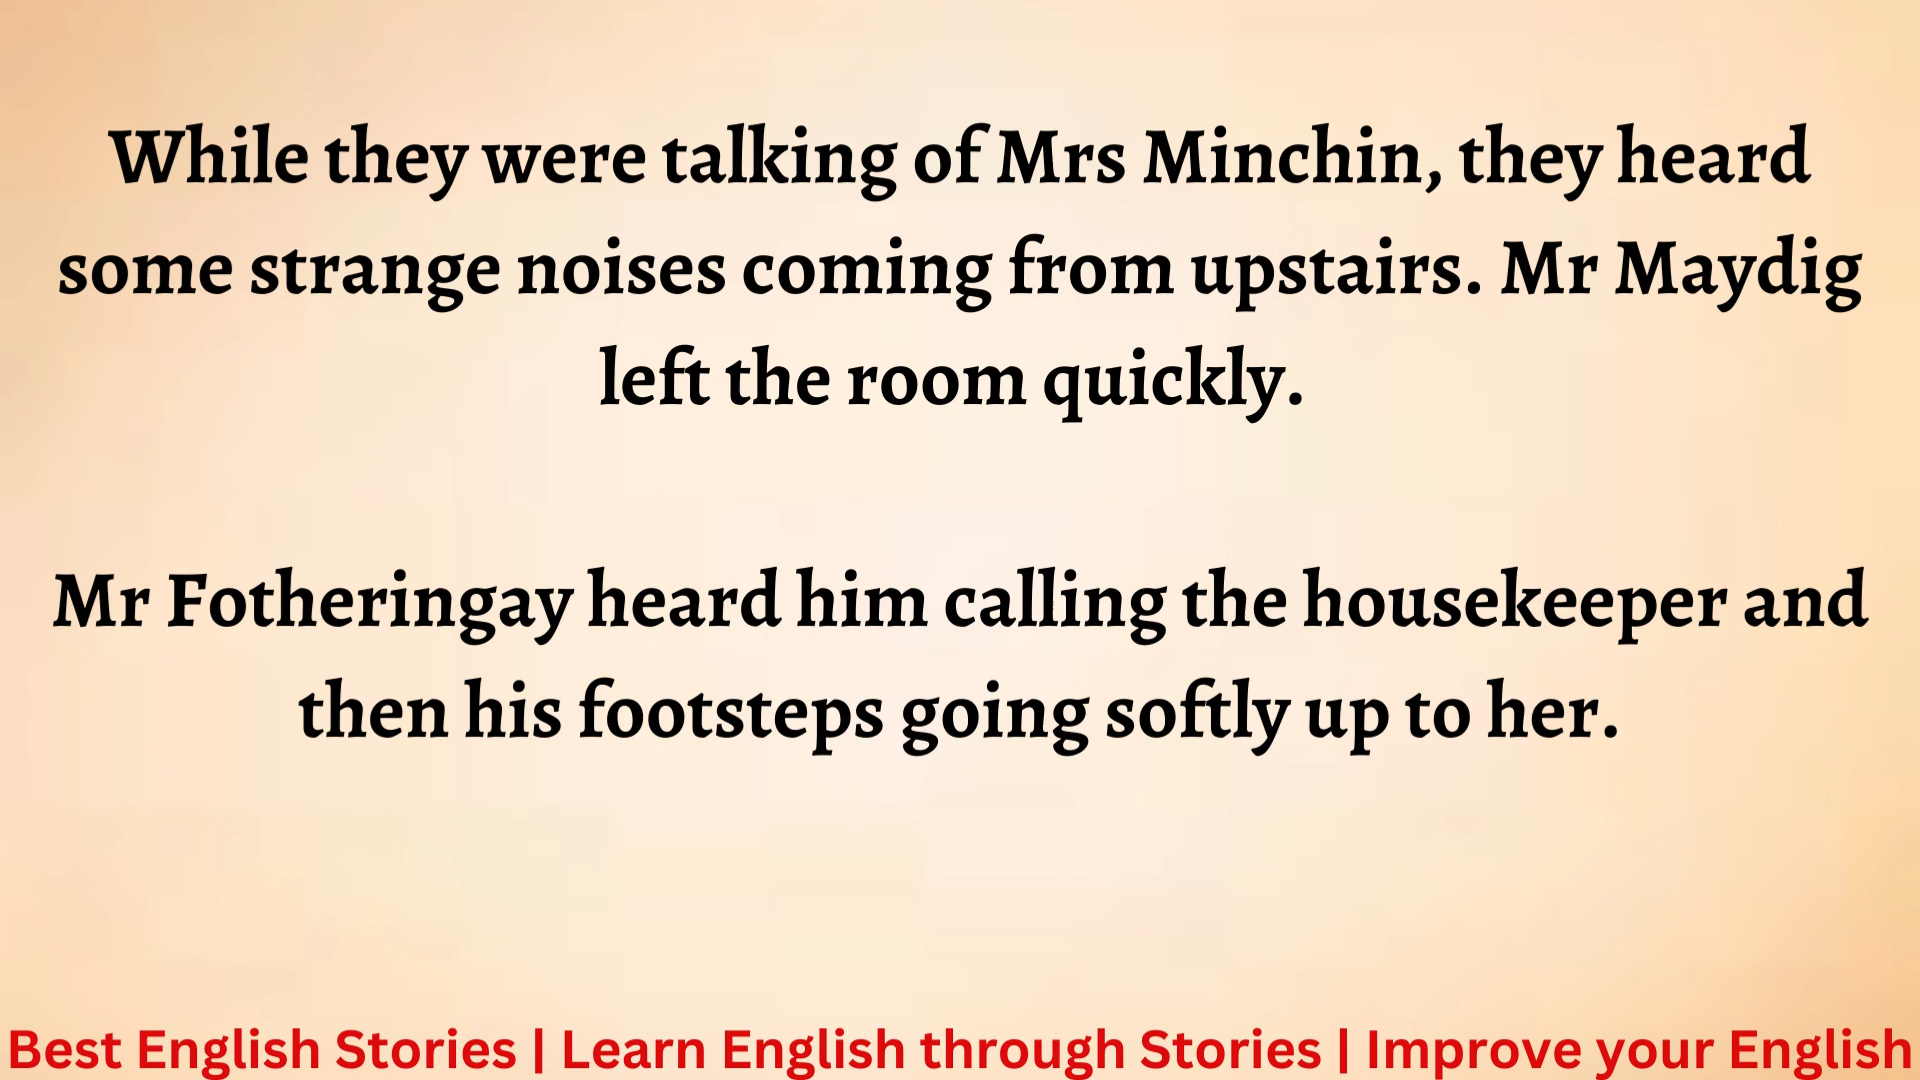 While they were talking of Mrs Minchin, they heard
some strange noises coming from upstairs. Mr Maydig
left the room quickly.
Mr Fotheringay heard him calling the housekeeper and
then his footsteps going softly up to her.
Best English Stories | Learn English through Stories | Improve your English